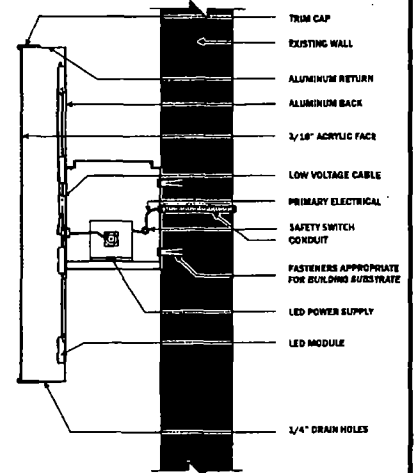 TRIM CAP
EXISTING WALL
ALUMINUM RETURN
ALUMINUM BACK
3/16" ACRYLIC FACE
LOW VOLTAGE CABLE
PRIMARY ELECTRICAL
SAFETY SWITCH
CONDUIT
FASTENERS APPROPRIATE
FOR BUILDING SUBSTRATE
LED POWER SUPPLY
LED MODULE
1/4" DRAIN HOLES